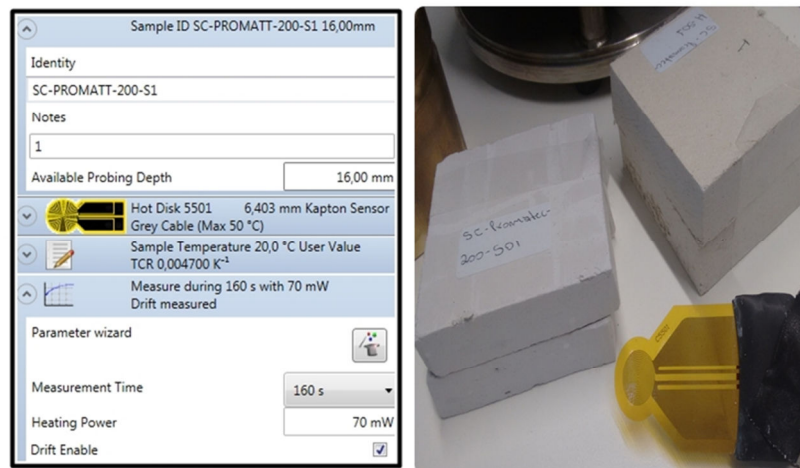 Sample ID SC-PROMATT-200-S1 16,00mm
Identity
SC-PROMATT-200-S1
Notes
1
Available Probing Depth 16,00 mm
Hot Disk 5501 6,403 mm Kapton Sensor
Grey Cable (Max 50 °C)
Sample Temperature 20,0 °C User Value
TCR 0,004700 K⁻¹
Measure during 160 s with 70 mW
Drift measured
Parameter wizard
Measurement Time 160 s
Heating Power 70 mW
Drift Enable
SC-
200-S01